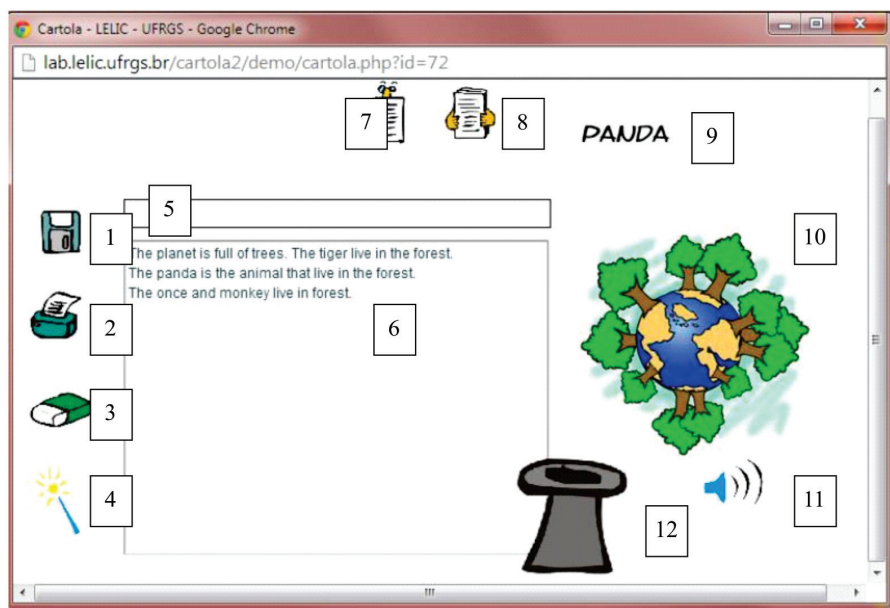 Cartola - LELIC - UFRGS - Google Chrome
lab.lelic.ufrgs.br/cartola2/demo/cartola.php?id=72
7
8
PANDA
9
5
1
10
The planet is full of trees. The tiger live in the forest.
The panda is the animal that live in the forest.
The once and monkey live in forest.
2
6
3
4
11
12